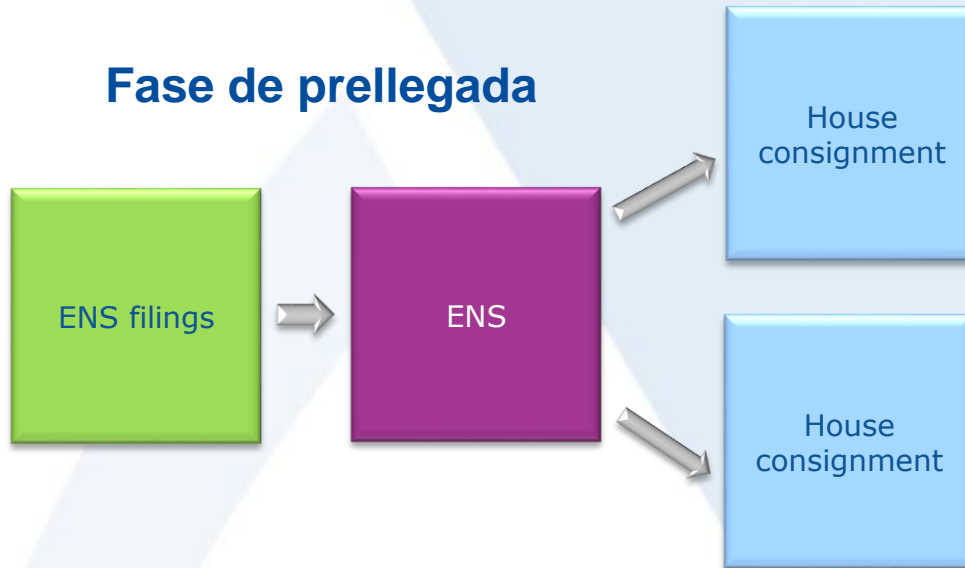 Fase de prellegada
House
consignment
ENS filings
ENS
House
consignment